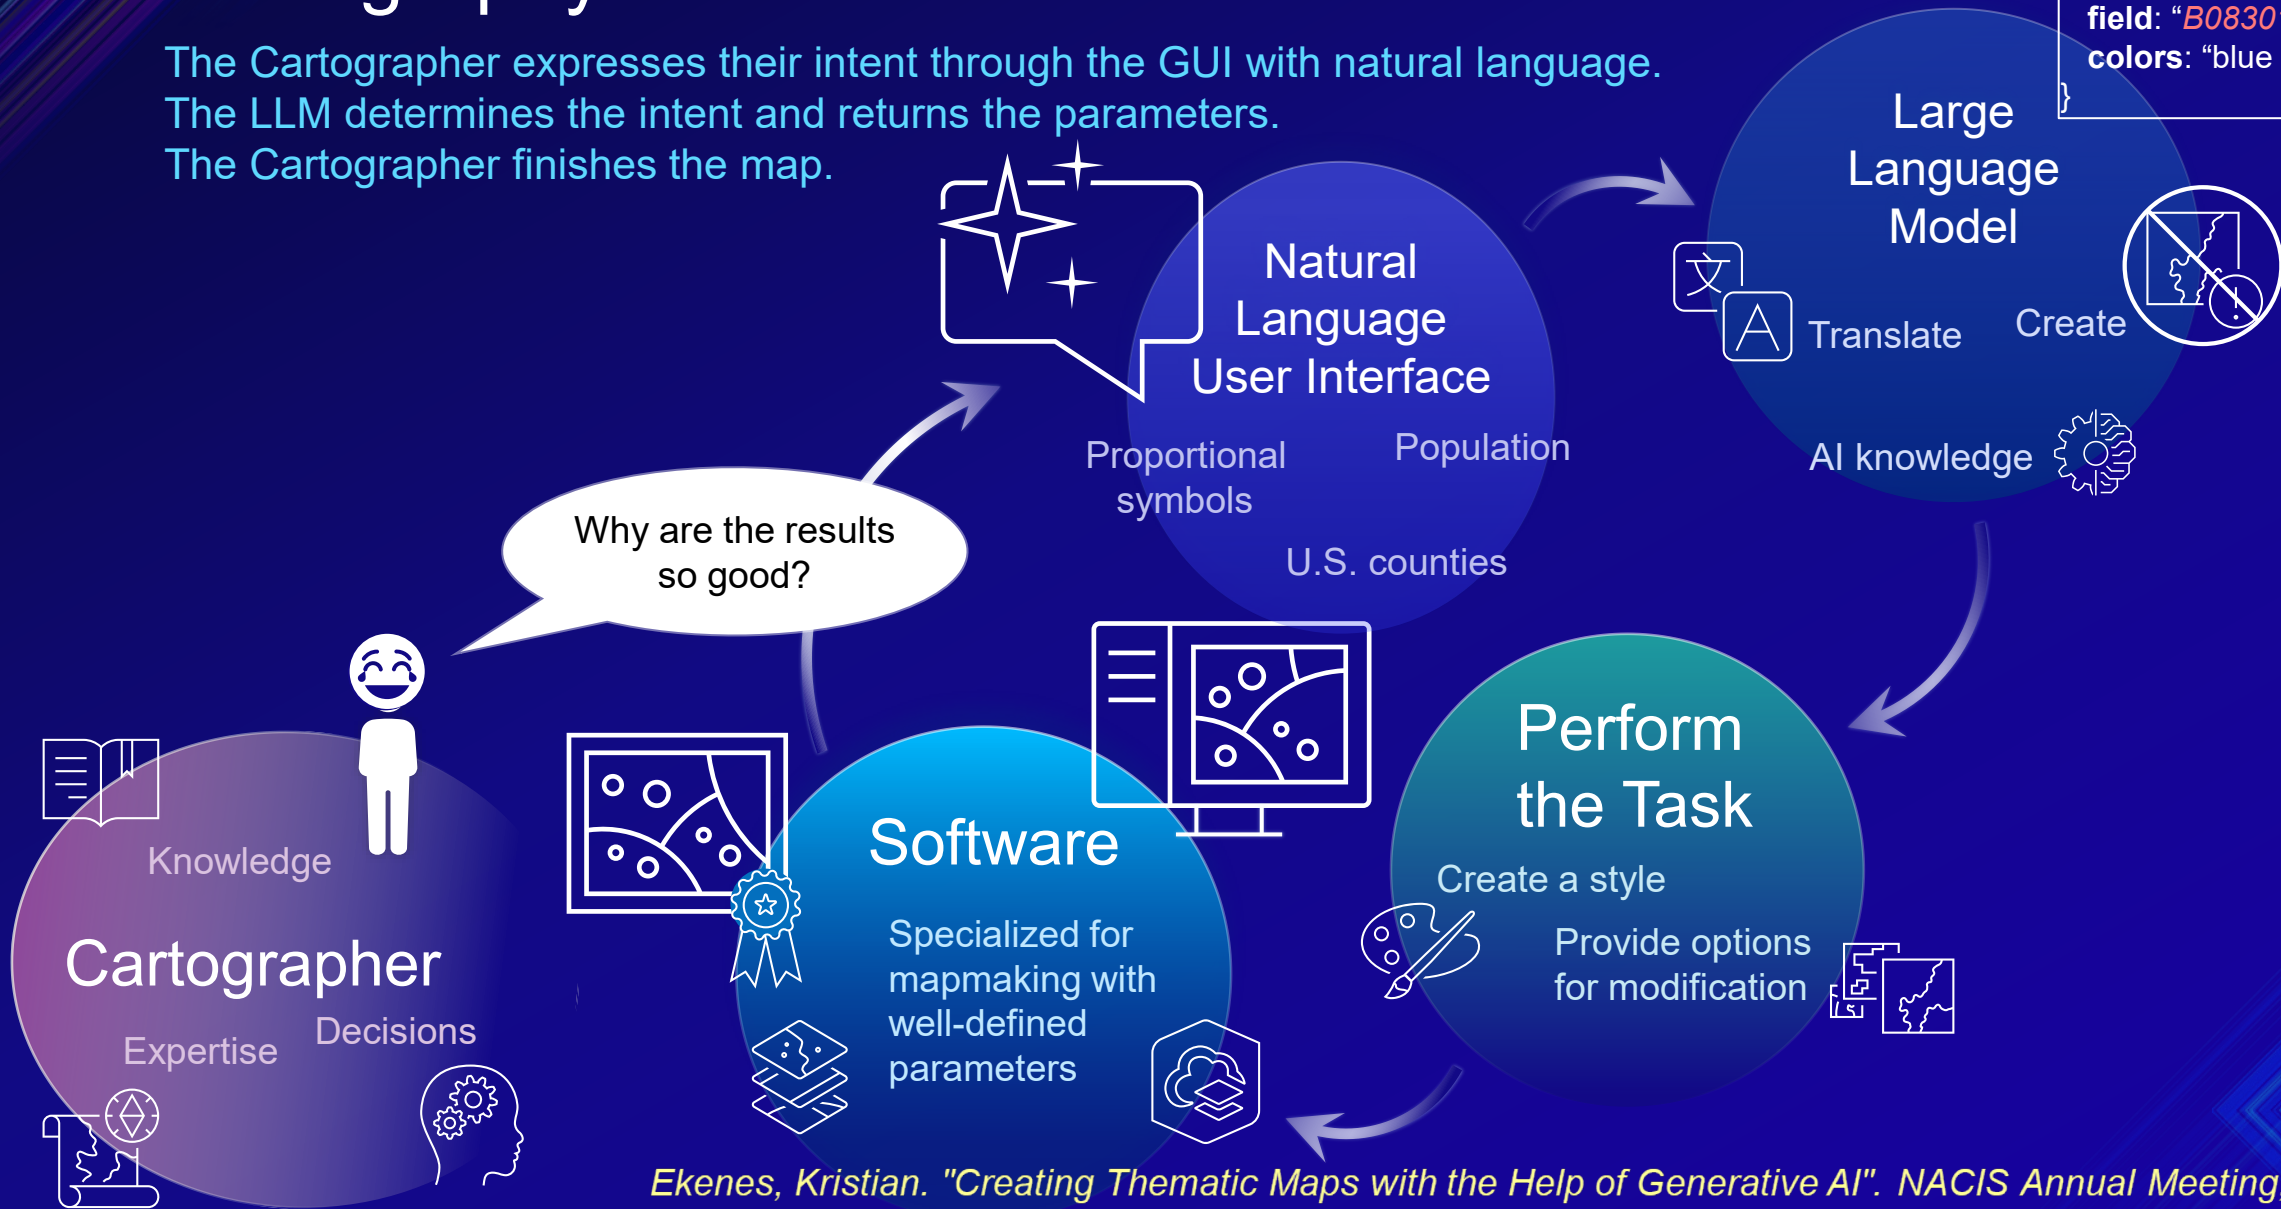 The Cartographer expresses their intent through the GUI with natural language.
The LLM determines the intent and returns the parameters.
The Cartographer finishes the map.
field: “B0830
colors: “blue
}
Large
Language
Model
文
A
Translate
Create
AI knowledge
Natural
Language
User Interface
Proportional
symbols
Population
U.S. counties
Why are the results
so good?
Knowledge
Cartographer
Expertise
Decisions
Software
Specialized for
mapmaking with
well-defined
parameters
Perform
the Task
Create a style
Provide options
for modification
Ekenes, Kristian. "Creating Thematic Maps with the Help of Generative AI". NACIS Annual Meeting,